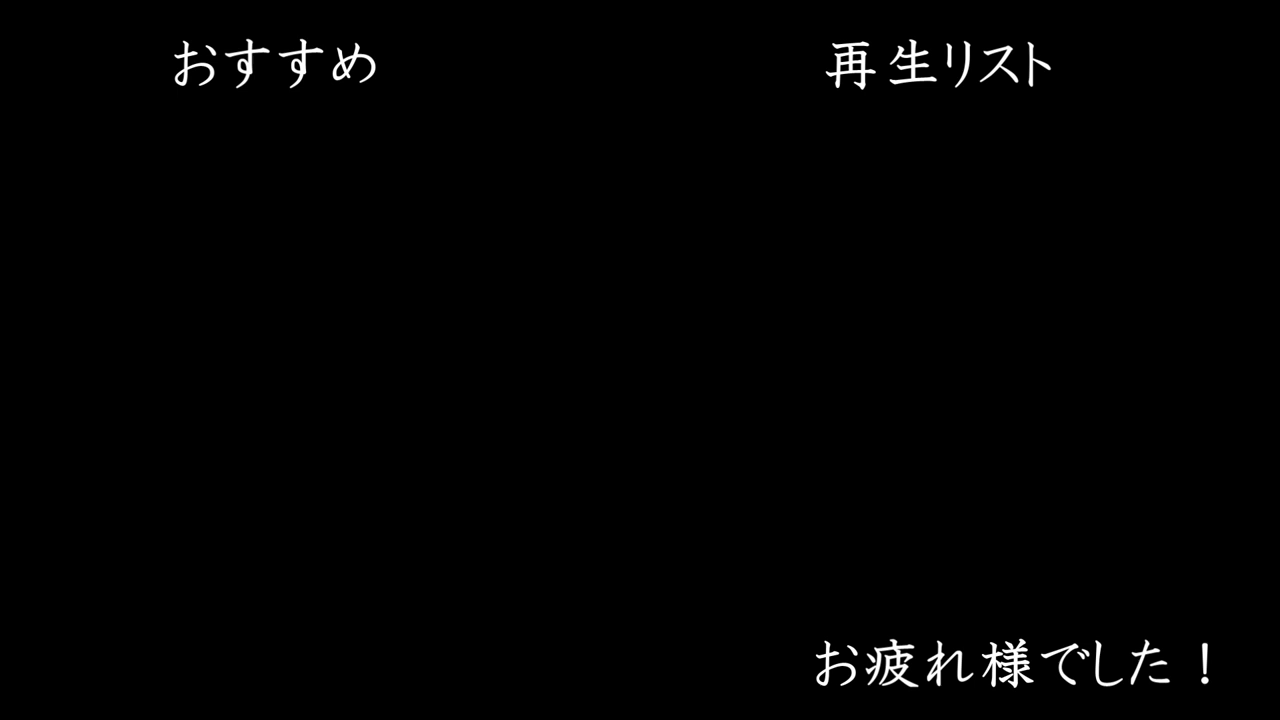 おすすめ
再生リスト
お疲れ様でした！